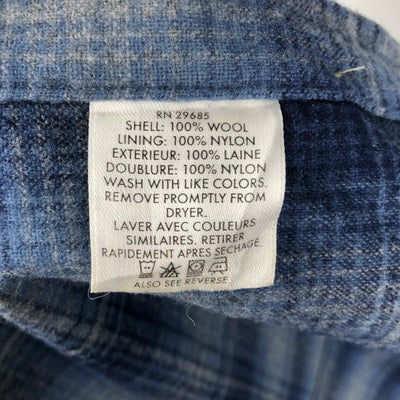 RN 29685
SHELL: 100% WOOL
LINING: 100% NYLON
EXTERIEUR: 100% LAINE
DOUBLURE: 100% NYLON
WASH WITH LIKE COLORS.
REMOVE PROMPTLY FROM
DRYER.
LAVER AVEC COULEURS
SIMILAIRES. RETIRER
RAPIDEMENT APRÈS SECHAGE.
ALSO SEE REVERSE